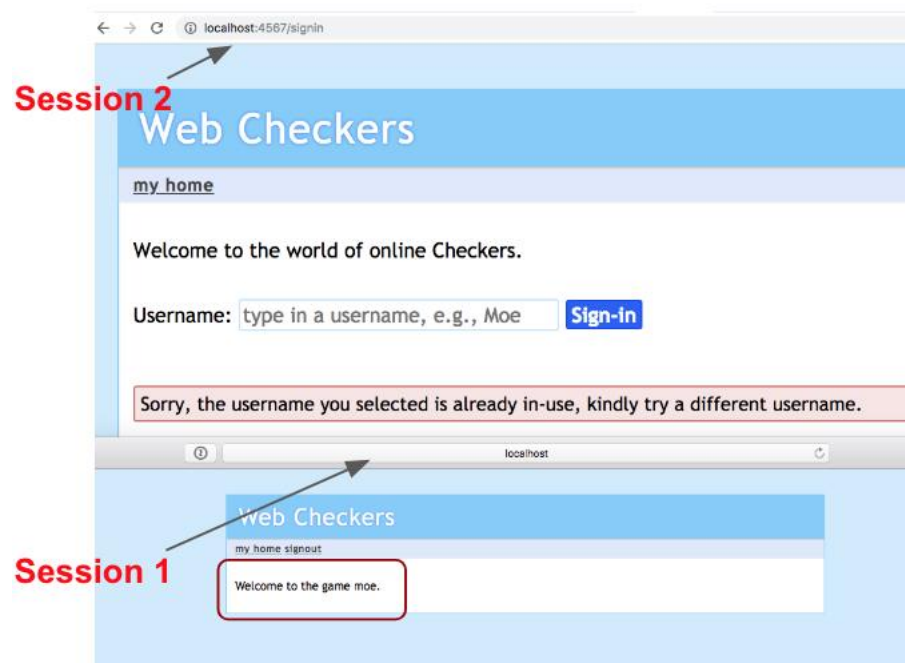 localhost:4567/signin
Session 2
Web Checkers
my home
Welcome to the world of online Checkers.
Username: type in a username, e.g., Moe Sign-in
Sorry, the username you selected is already in-use, kindly try a different username.
localhost
Web Checkers
my home signout
Session 1
Welcome to the game moe.